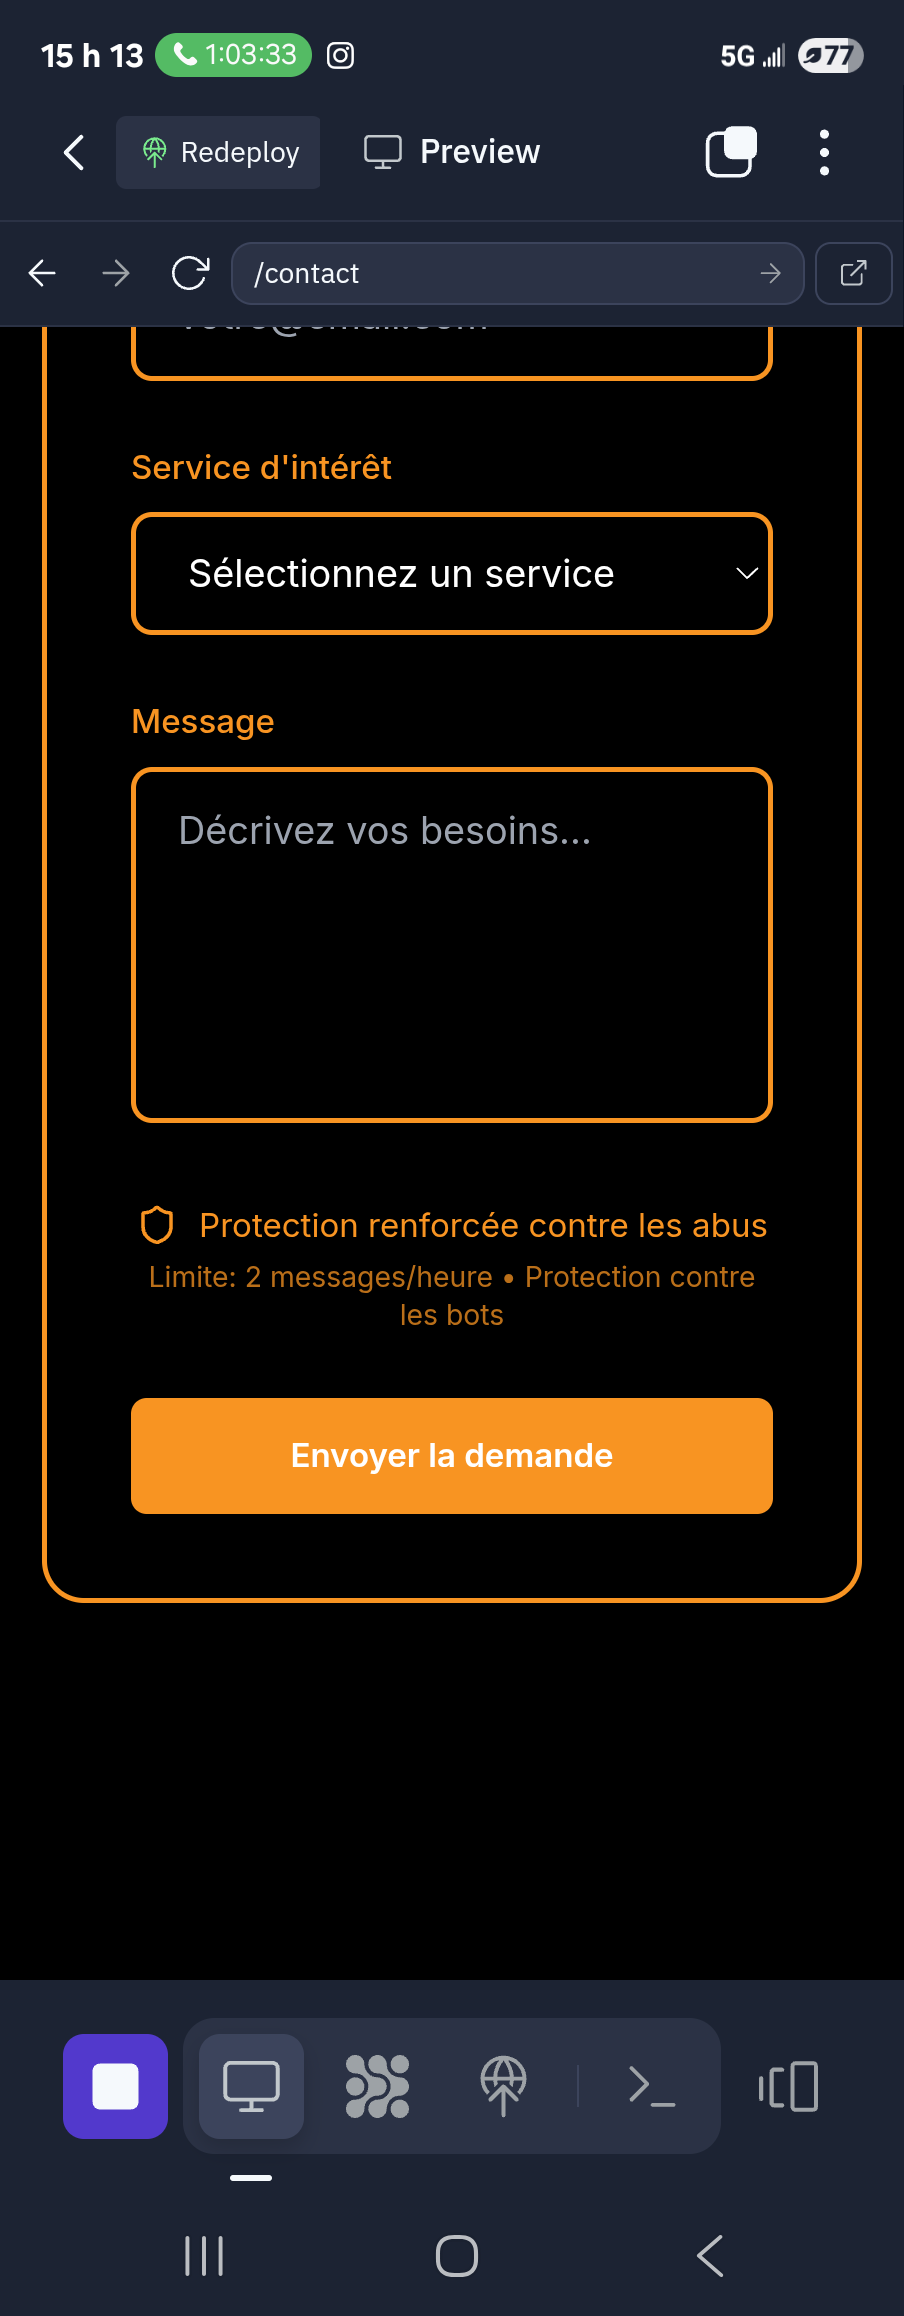 15 h 13 1:03:33 5G 77
Redeploy Preview
/contact
Service d'intérêt
Sélectionnez un service
Message
Décrivez vos besoins...
Protection renforcée contre les abus
Limite: 2 messages/heure • Protection contre
les bots
Envoyer la demande